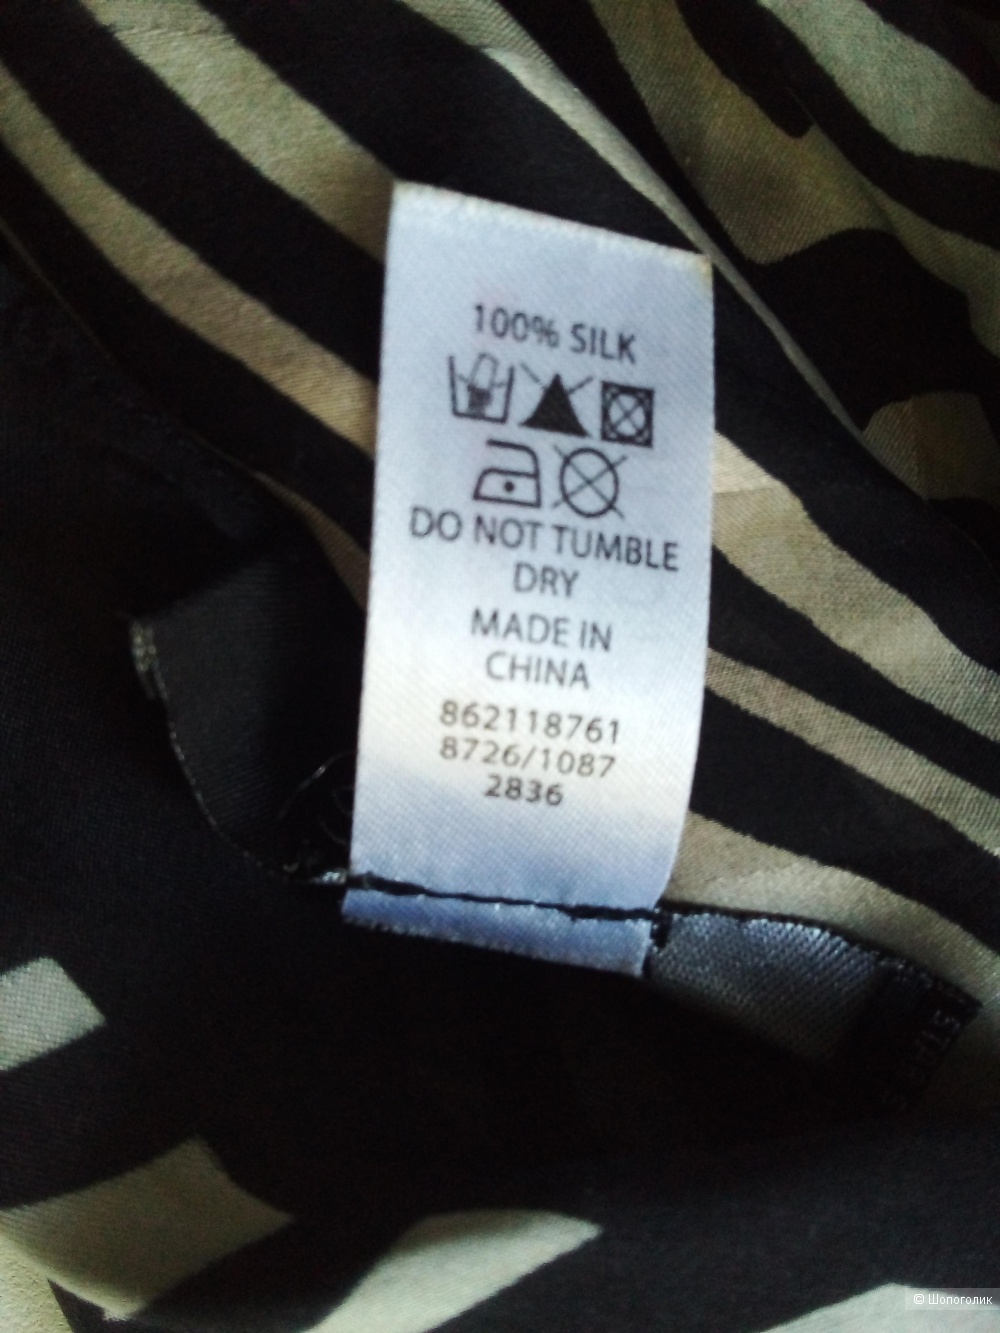 100% SILK
DO NOT TUMBLE
DRY
MADE IN
CHINA
862118761
8726/1087
2836
© Шопоголик